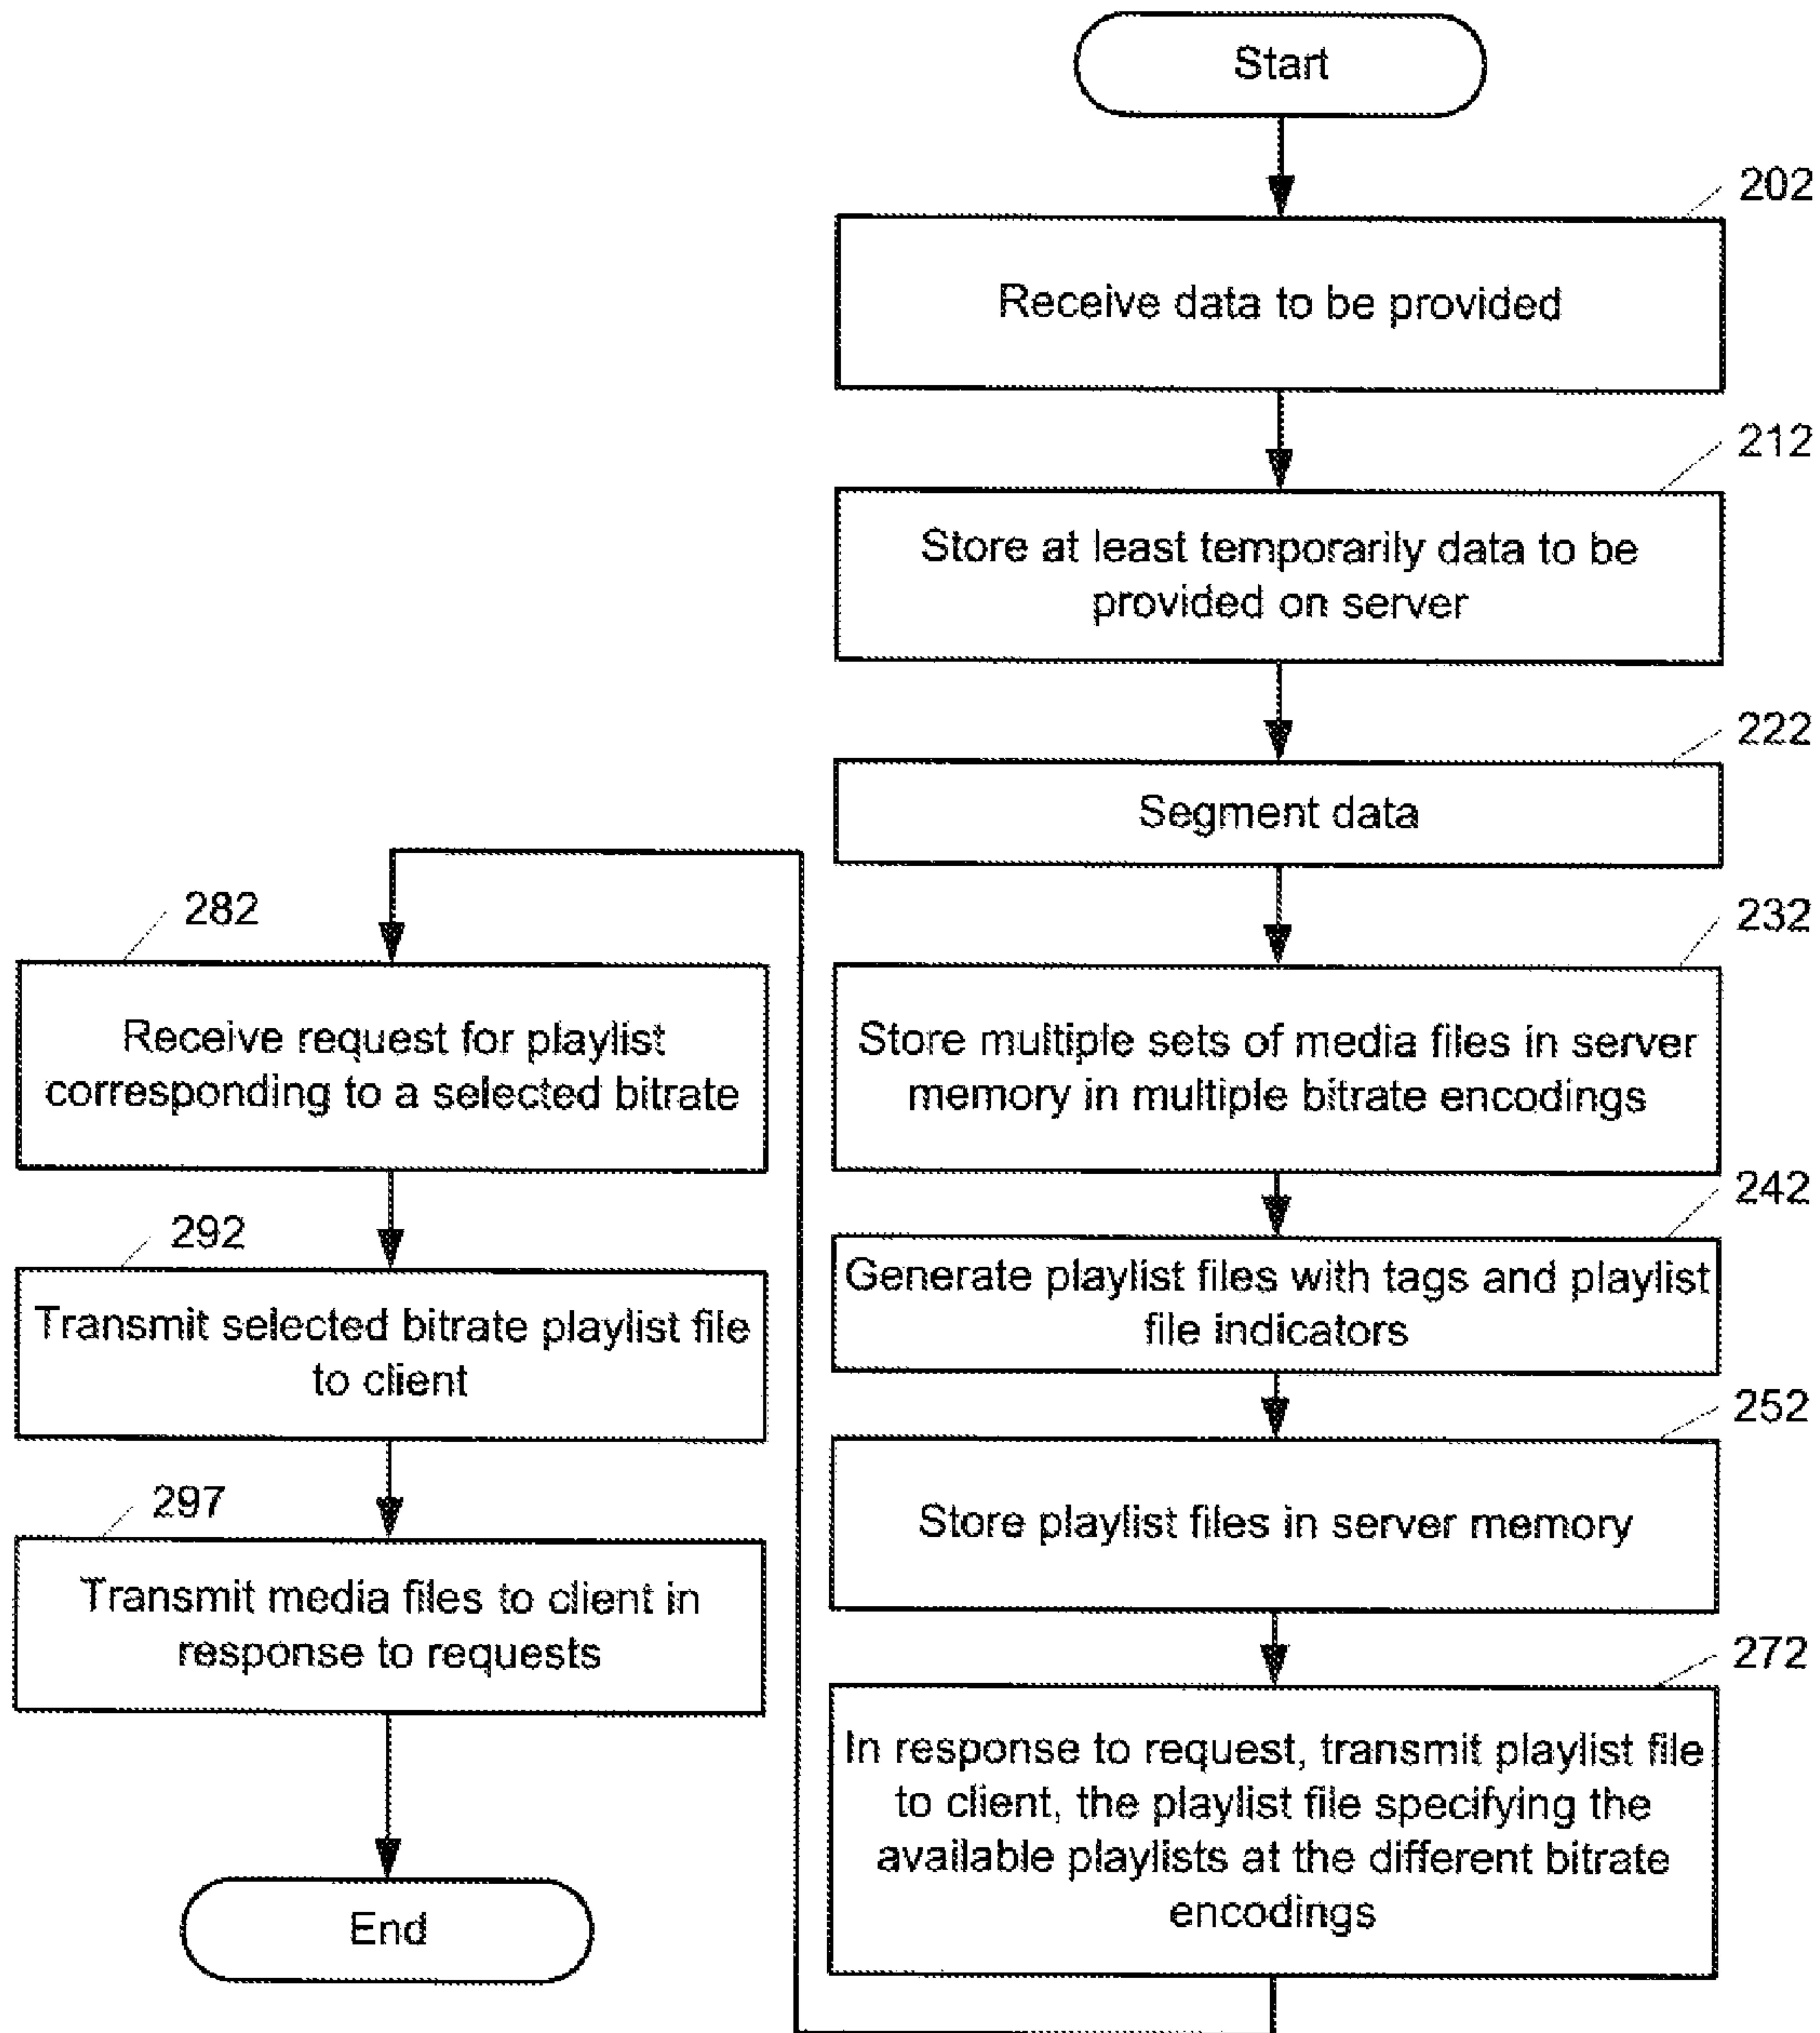 Start
202
Receive data to be provided
212
Store at least temporarily data to be
provided on server
222
Segment data
232
Store multiple sets of media files in server
memory in multiple bitrate encodings
242
Generate playlist files with tags and playlist
file indicators
252
Store playlist files in server memory
272
In response to request, transmit playlist file
to client, the playlist file specifying the
available playlists at the different bitrate
encodings
282
Receive request for playlist
corresponding to a selected bitrate
292
Transmit selected bitrate playlist file
to client
297
Transmit media files to client in
response to requests
End